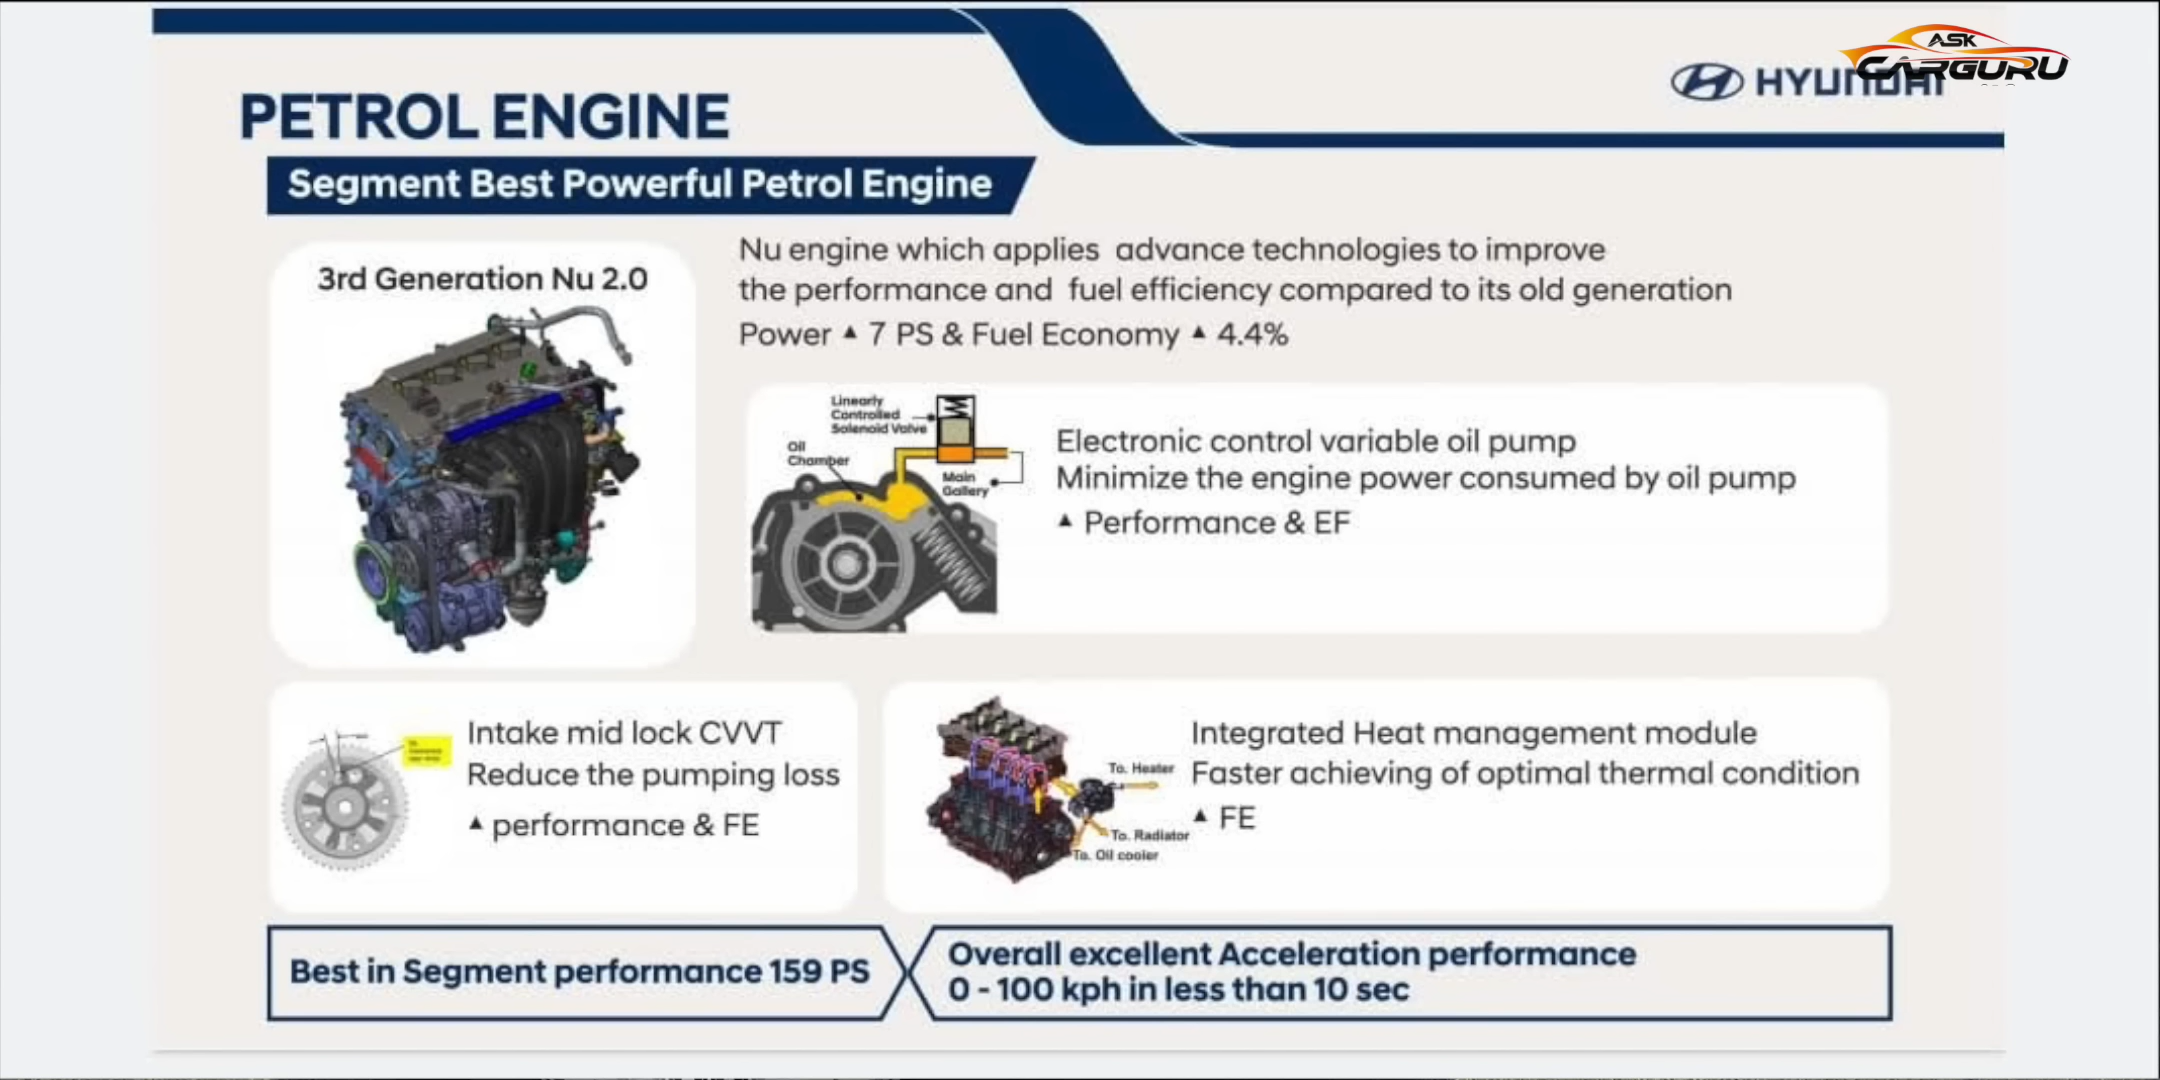 ASK
CARGURU
HYUNDAI
PETROL ENGINE
Segment Best Powerful Petrol Engine
3rd Generation Nu 2.0
Nu engine which applies advance technologies to improve
the performance and fuel efficiency compared to its old generation
Power ▲ 7 PS & Fuel Economy ▲ 4.4%
Linearly
Controlled
Solenoid Valve
Oil
Chamber
Main
Gallery
Electronic control variable oil pump
Minimize the engine power consumed by oil pump
▲ Performance & EF
Intake mid lock CVVT
Reduce the pumping loss
▲ performance & FE
To. Heater
To. Radiator
To. Oil cooler
Integrated Heat management module
Faster achieving of optimal thermal condition
▲ FE
Best in Segment performance 159 PS
Overall excellent Acceleration performance
0 - 100 kph in less than 10 sec